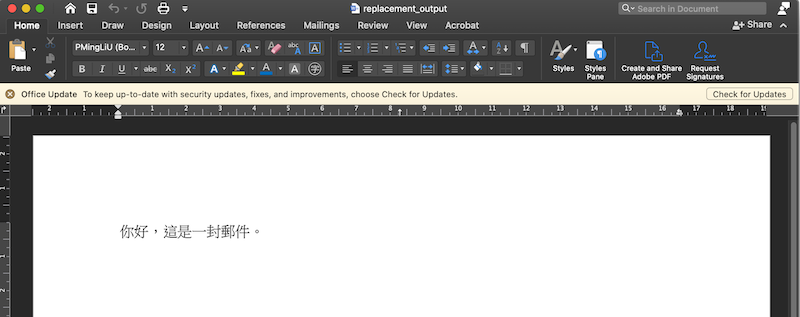 replacement_output
Search in Document
Home Insert Draw Design Layout References Mailings Review View Acrobat
Share
Paste
PMingLiU (Bo... 12
Styles
Styles Pane
Create and Share Adobe PDF
Request Signatures
Office Update To keep up-to-date with security updates, fixes, and improvements, choose Check for Updates.
Check for Updates
2 1 1 2 3 4 5 6 7 8 9 10 11 12 13 14 15 16 17 18 19
你好，這是一封郵件。